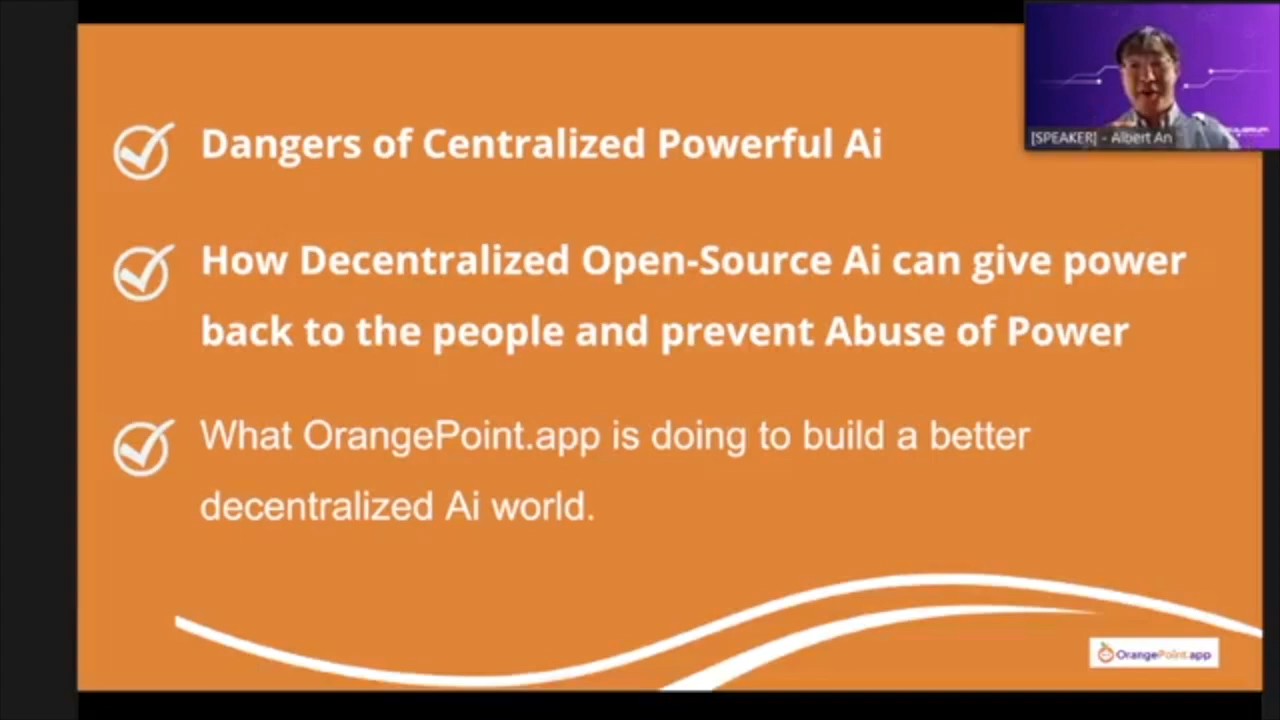 Dangers of Centralized Powerful Ai
[SPEAKER] - Albert An
How Decentralized Open-Source Ai can give power
back to the people and prevent Abuse of Power
What OrangePoint.app is doing to build a better
decentralized Ai world.
OrangePoint.app